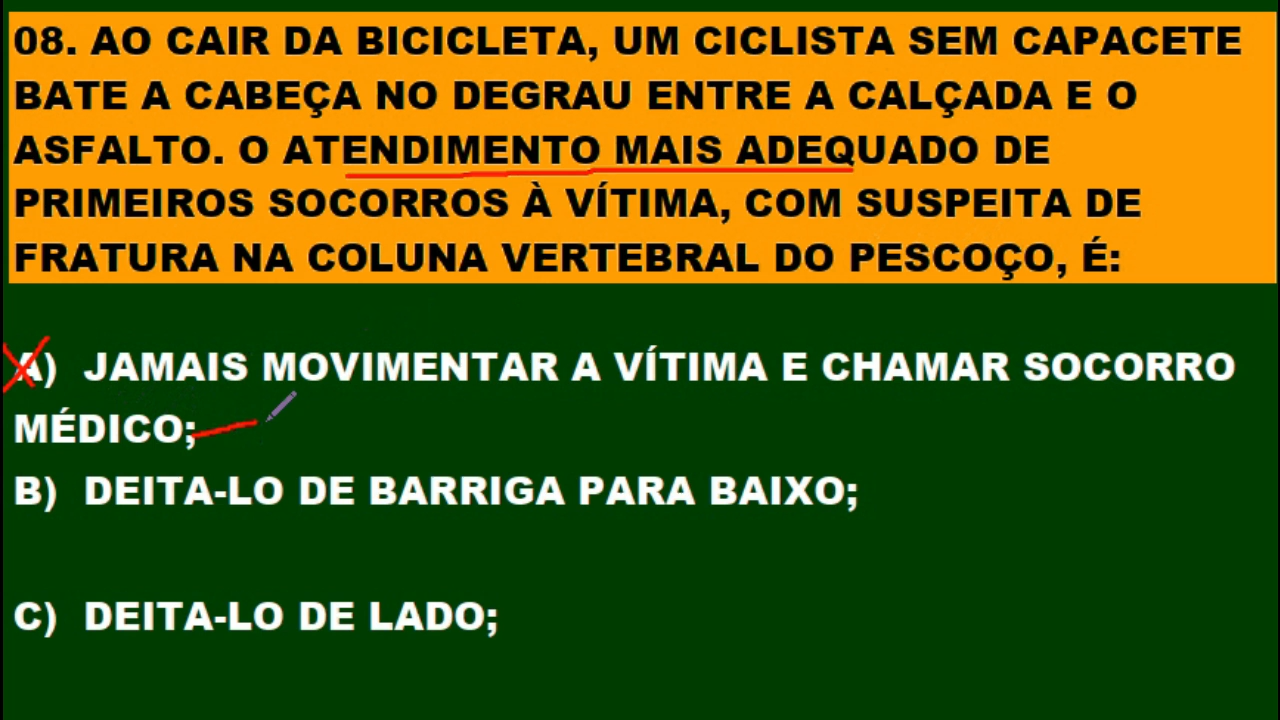 08. AO CAIR DA BICICLETA, UM CICLISTA SEM CAPACETE
BATE A CABEÇA NO DEGRAU ENTRE A CALÇADA E O
ASFALTO. O ATENDIMENTO MAIS ADEQUADO DE
PRIMEIROS SOCORROS À VÍTIMA, COM SUSPEITA DE
FRATURA NA COLUNA VERTEBRAL DO PESCOÇO, É:
A) JAMAIS MOVIMENTAR A VÍTIMA E CHAMAR SOCORRO
MÉDICO;
B) DEITA-LO DE BARRIGA PARA BAIXO;
C) DEITA-LO DE LADO;